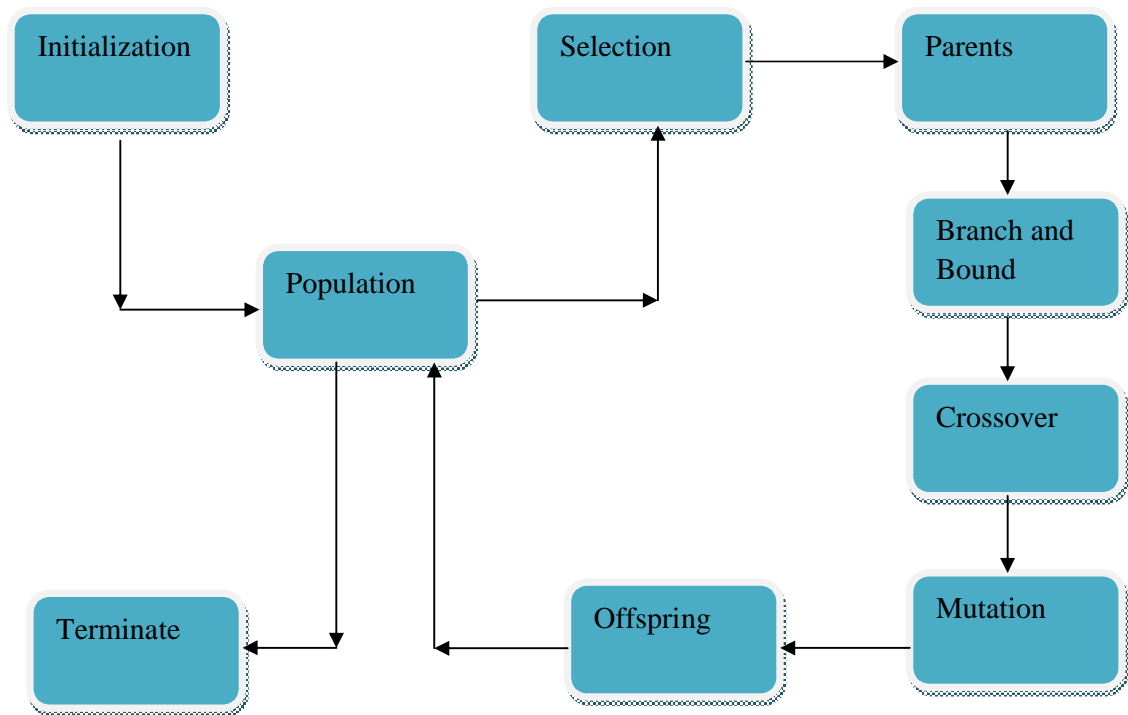 Initialization
Selection
Parents
Branch and
Bound
Population
Crossover
Terminate
Offspring
Mutation